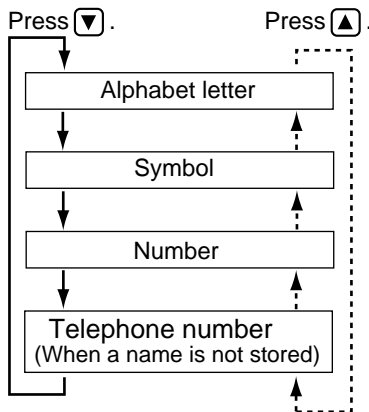 Press ▼ . Press ▲ .
Alphabet letter
Symbol
Number
Telephone number
(When a name is not stored)